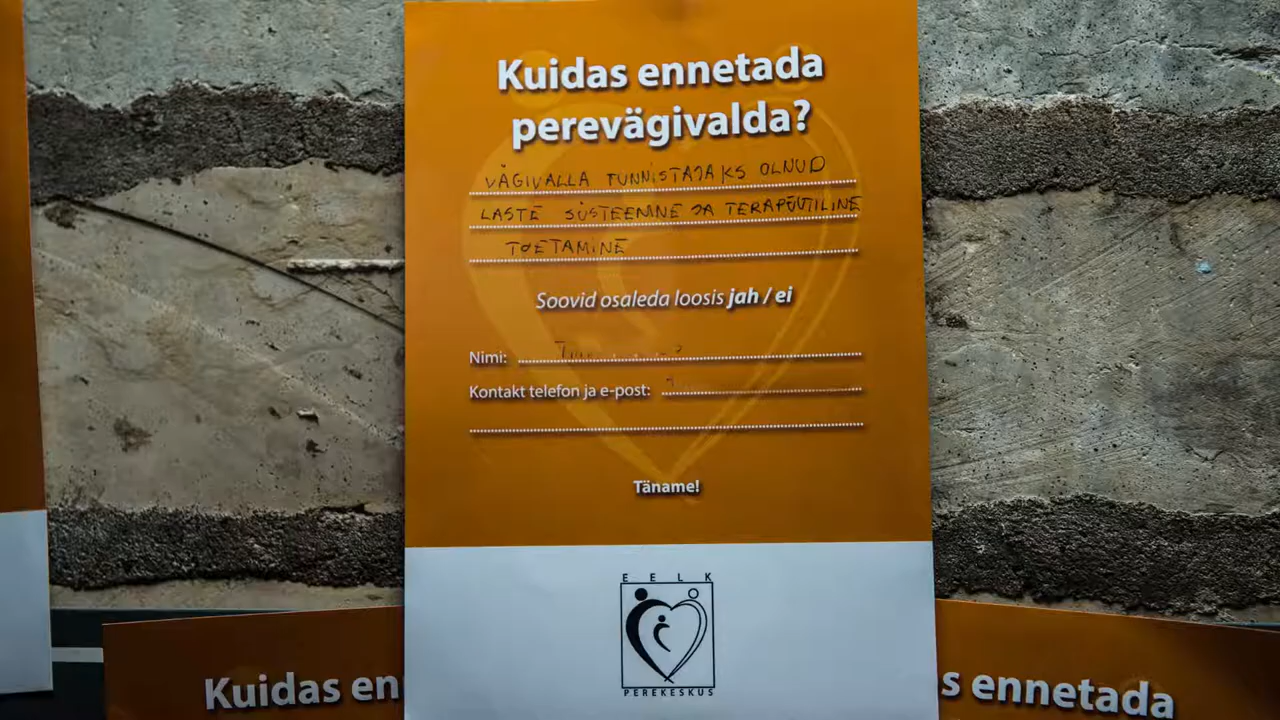 Kuidas ennetada
perevägivalda?
VÄGIVALLA TUNNISTAJAKS OLNUD
LASTE SÜSTEEMNE JA TERAPÖUTILINE
TOETAMINE
Soovid osaleda loosis jah / ei
Nimi:
Kontakt telefon ja e-post:
Täname!
EELK
PEREKESKUS
Kuidas en
s ennetada